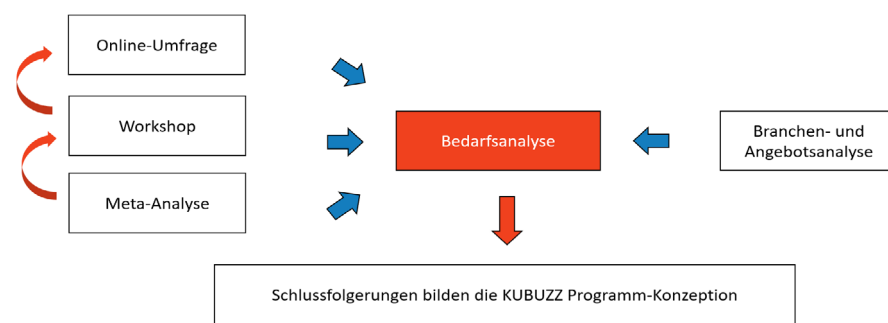 Online-Umfrage
Workshop
Meta-Analyse
Bedarfsanalyse
Branchen- und
Angebotsanalyse
Schlussfolgerungen bilden die KUBUZZ Programm-Konzeption